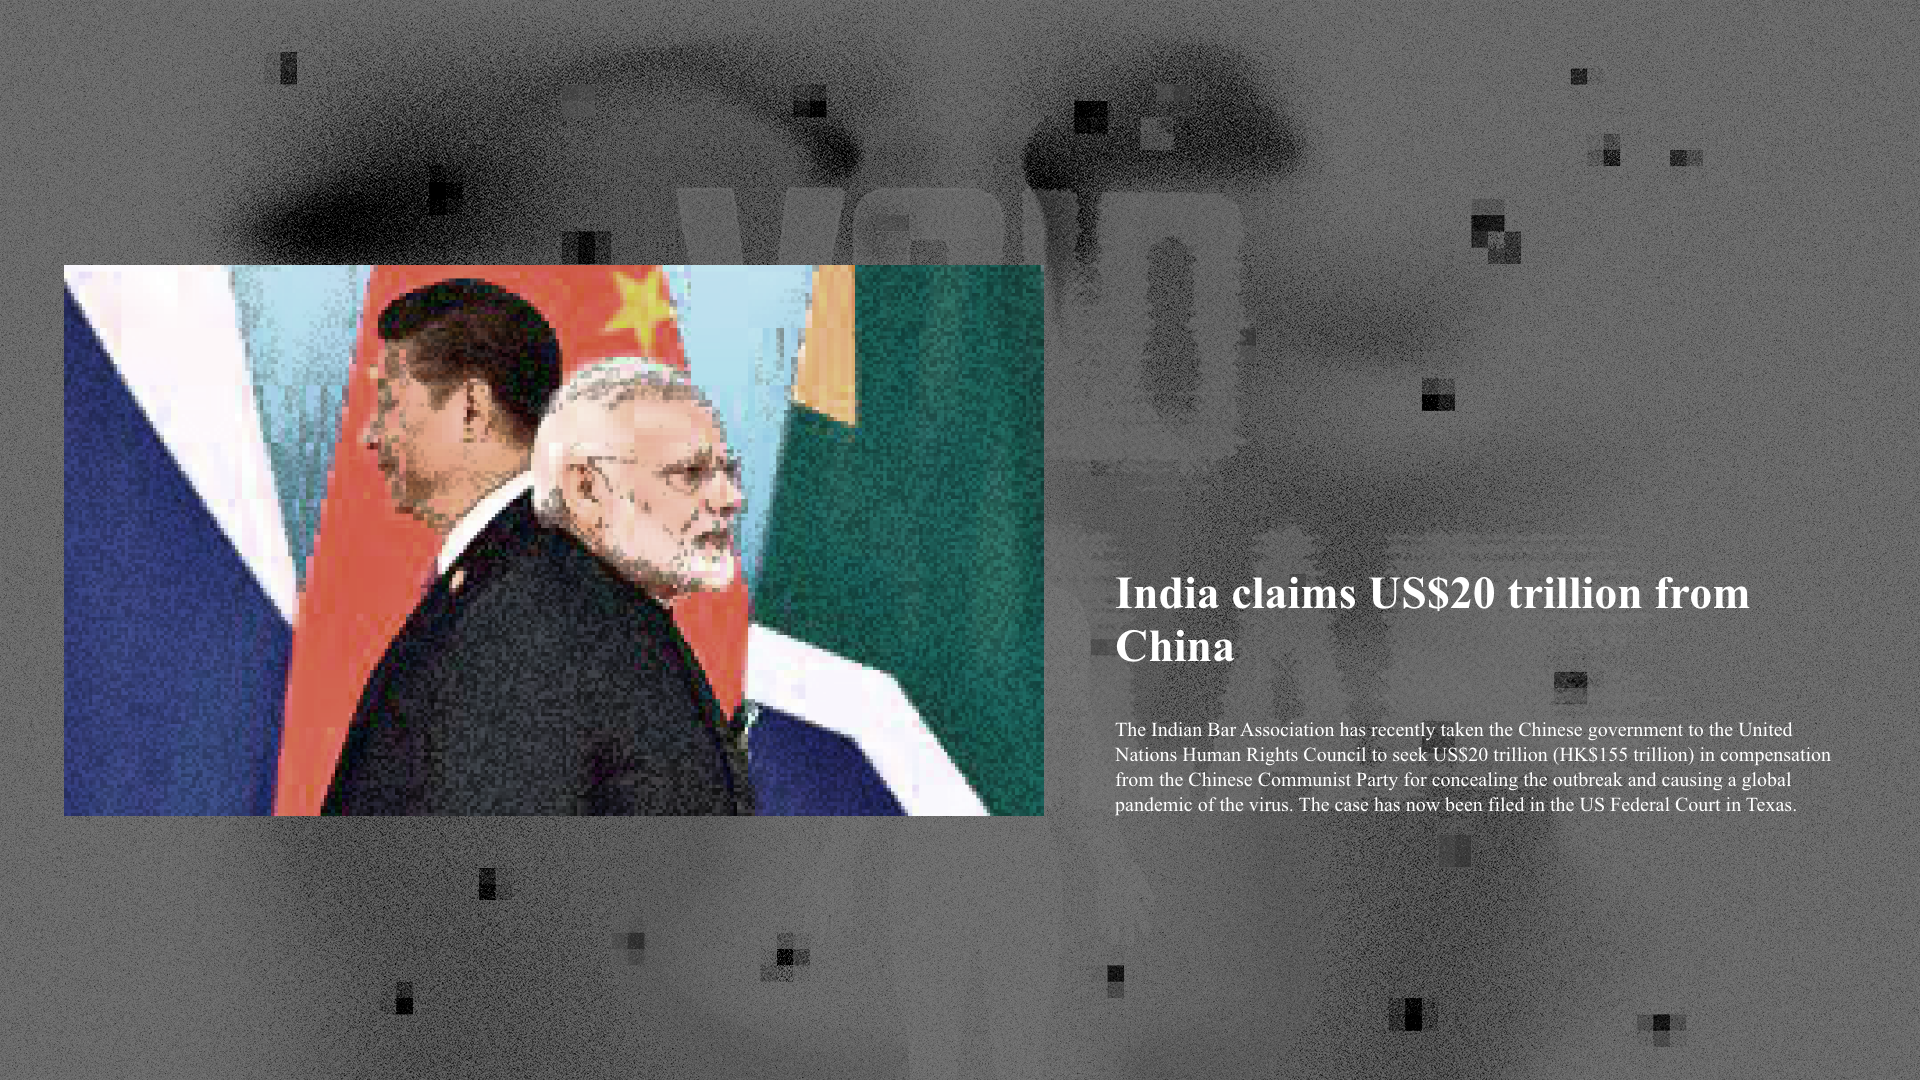 India claims US$20 trillion from
China
The Indian Bar Association has recently taken the Chinese government to the United
Nations Human Rights Council to seek US$20 trillion (HK$155 trillion) in compensation
from the Chinese Communist Party for concealing the outbreak and causing a global
pandemic of the virus. The case has now been filed in the US Federal Court in Texas.